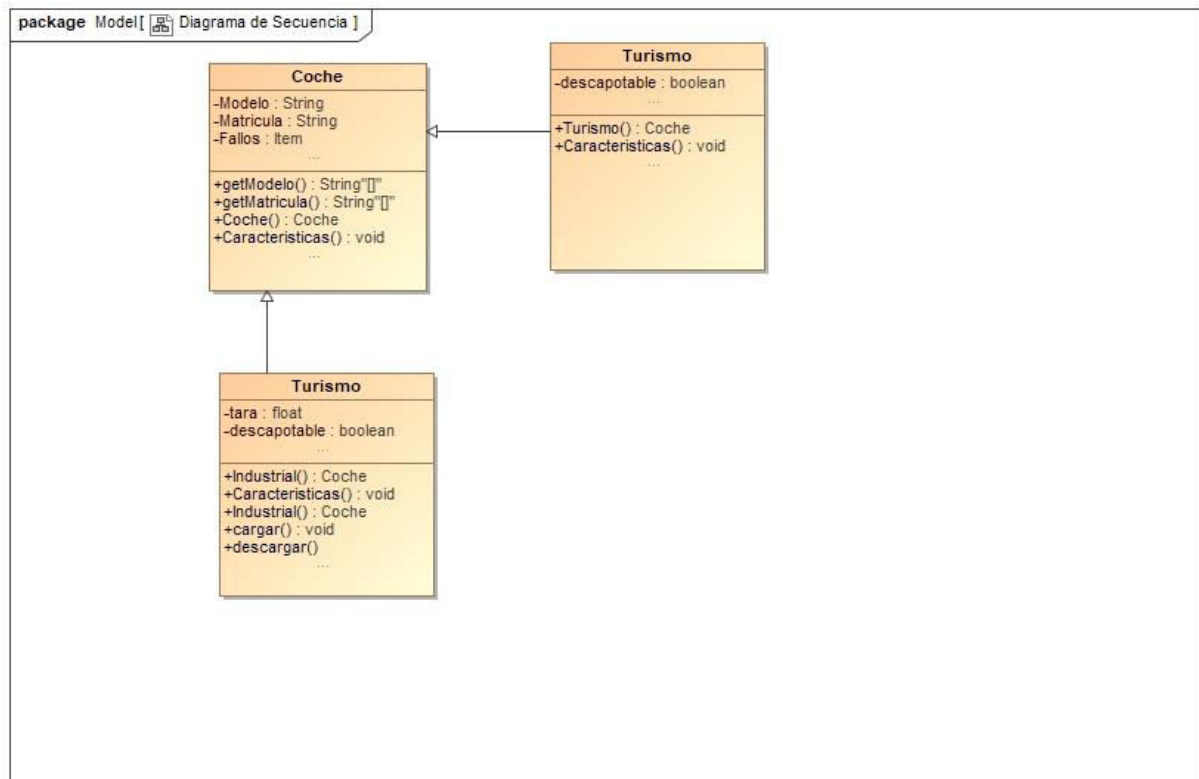 package Model[ Diagrama de Secuencia ]
Coche
-Modelo : String
-Matricula : String
-Fallos : Item
...
+getModelo() : String"[]"
+getMatricula() : String"[]"
+Coche() : Coche
+Caracteristicas() : void
...
Turismo
-descapotable : boolean
...
+Turismo() : Coche
+Caracteristicas() : void
...
Turismo
-tara : float
-descapotable : boolean
...
+Industrial() : Coche
+Caracteristicas() : void
+Industrial() : Coche
+cargar() : void
+descargar()
...